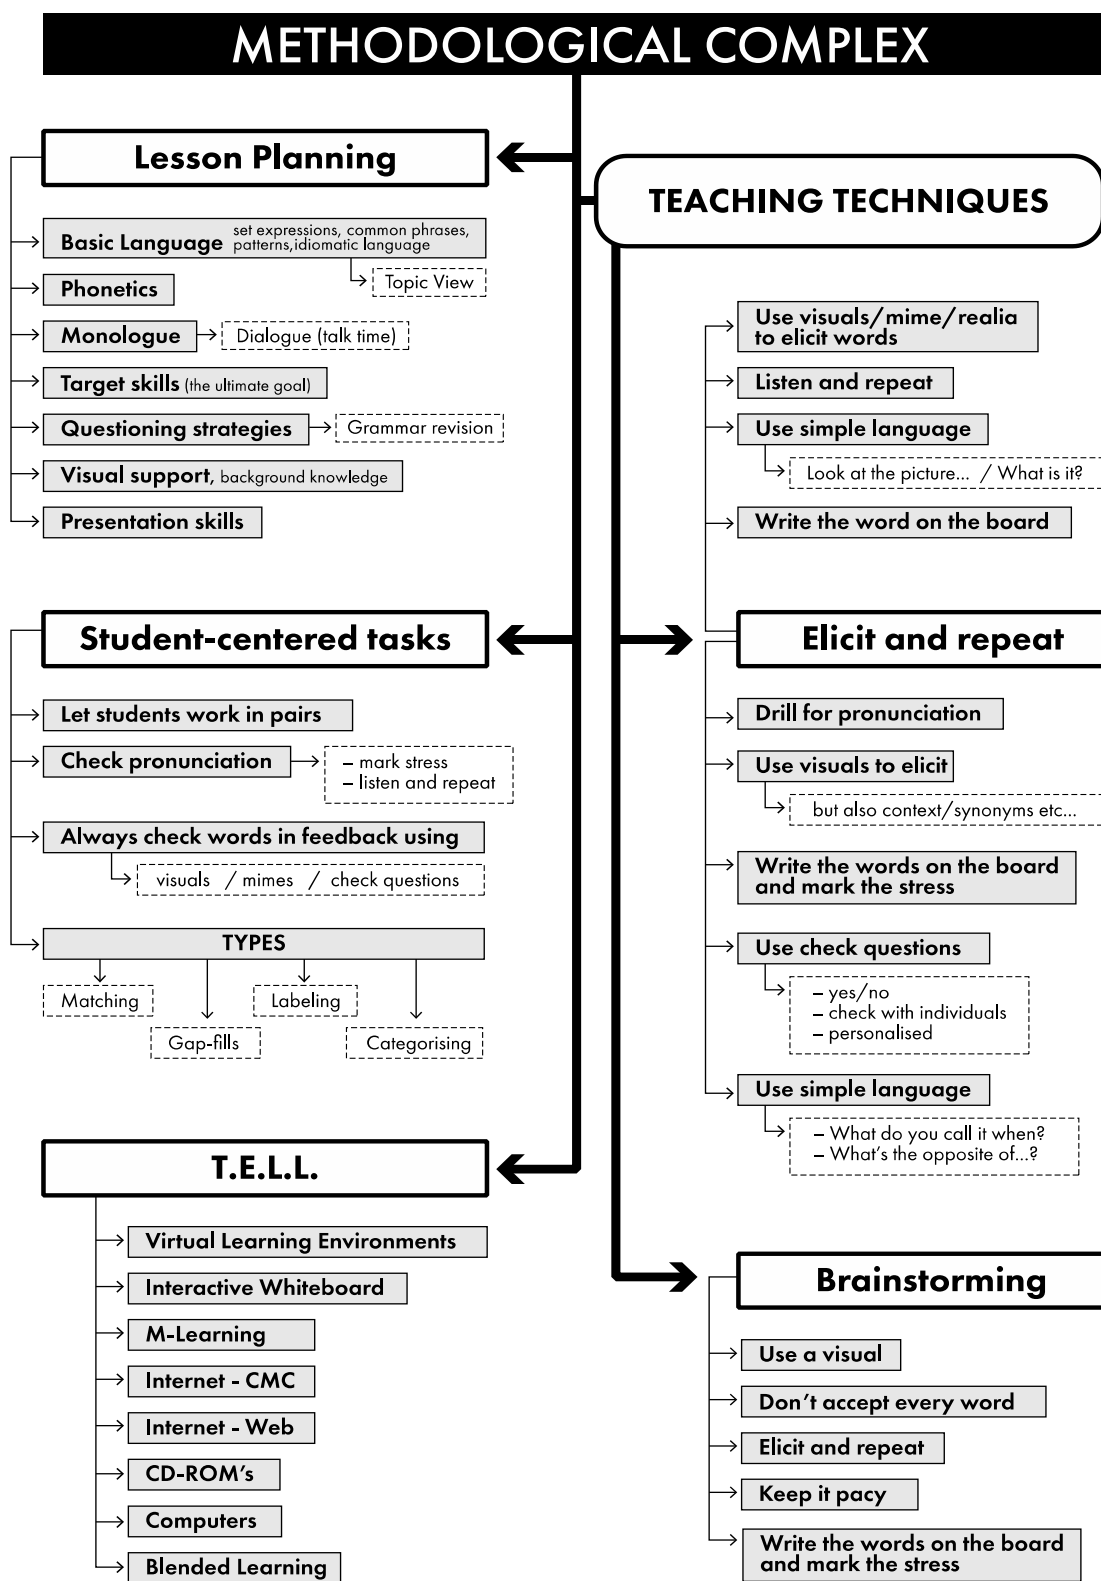 METHODOLOGICAL COMPLEX
Lesson Planning
Basic Language set expressions, common phrases,
patterns,idiomatic language
Topic View
Phonetics
Monologue
Dialogue (talk time)
Target skills (the ultimate goal)
Questioning strategies
Grammar revision
Visual support, background knowledge
Presentation skills
Student-centered tasks
Let students work in pairs
Check pronunciation
– mark stress
– listen and repeat
Always check words in feedback using
visuals / mimes / check questions
TYPES
Matching
Labeling
Gap-fills
Categorising
T.E.L.L.
Virtual Learning Environments
Interactive Whiteboard
M-Learning
Internet - CMC
Internet - Web
CD-ROM's
Computers
Blended Learning
TEACHING TECHNIQUES
Use visuals/mime/realia
to elicit words
Listen and repeat
Use simple language
Look at the picture... / What is it?
Write the word on the board
Elicit and repeat
Drill for pronunciation
Use visuals to elicit
but also context/synonyms etc...
Write the words on the board
and mark the stress
Use check questions
– yes/no
– check with individuals
– personalised
Use simple language
– What do you call it when?
– What's the opposite of...?
Brainstorming
Use a visual
Don't accept every word
Elicit and repeat
Keep it pacy
Write the words on the board
and mark the stress